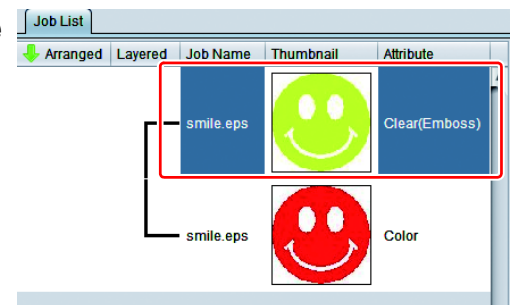 e
Job List
Arranged Layered Job Name Thumbnail Attribute
smile.eps Clear(Emboss)
smile.eps Color